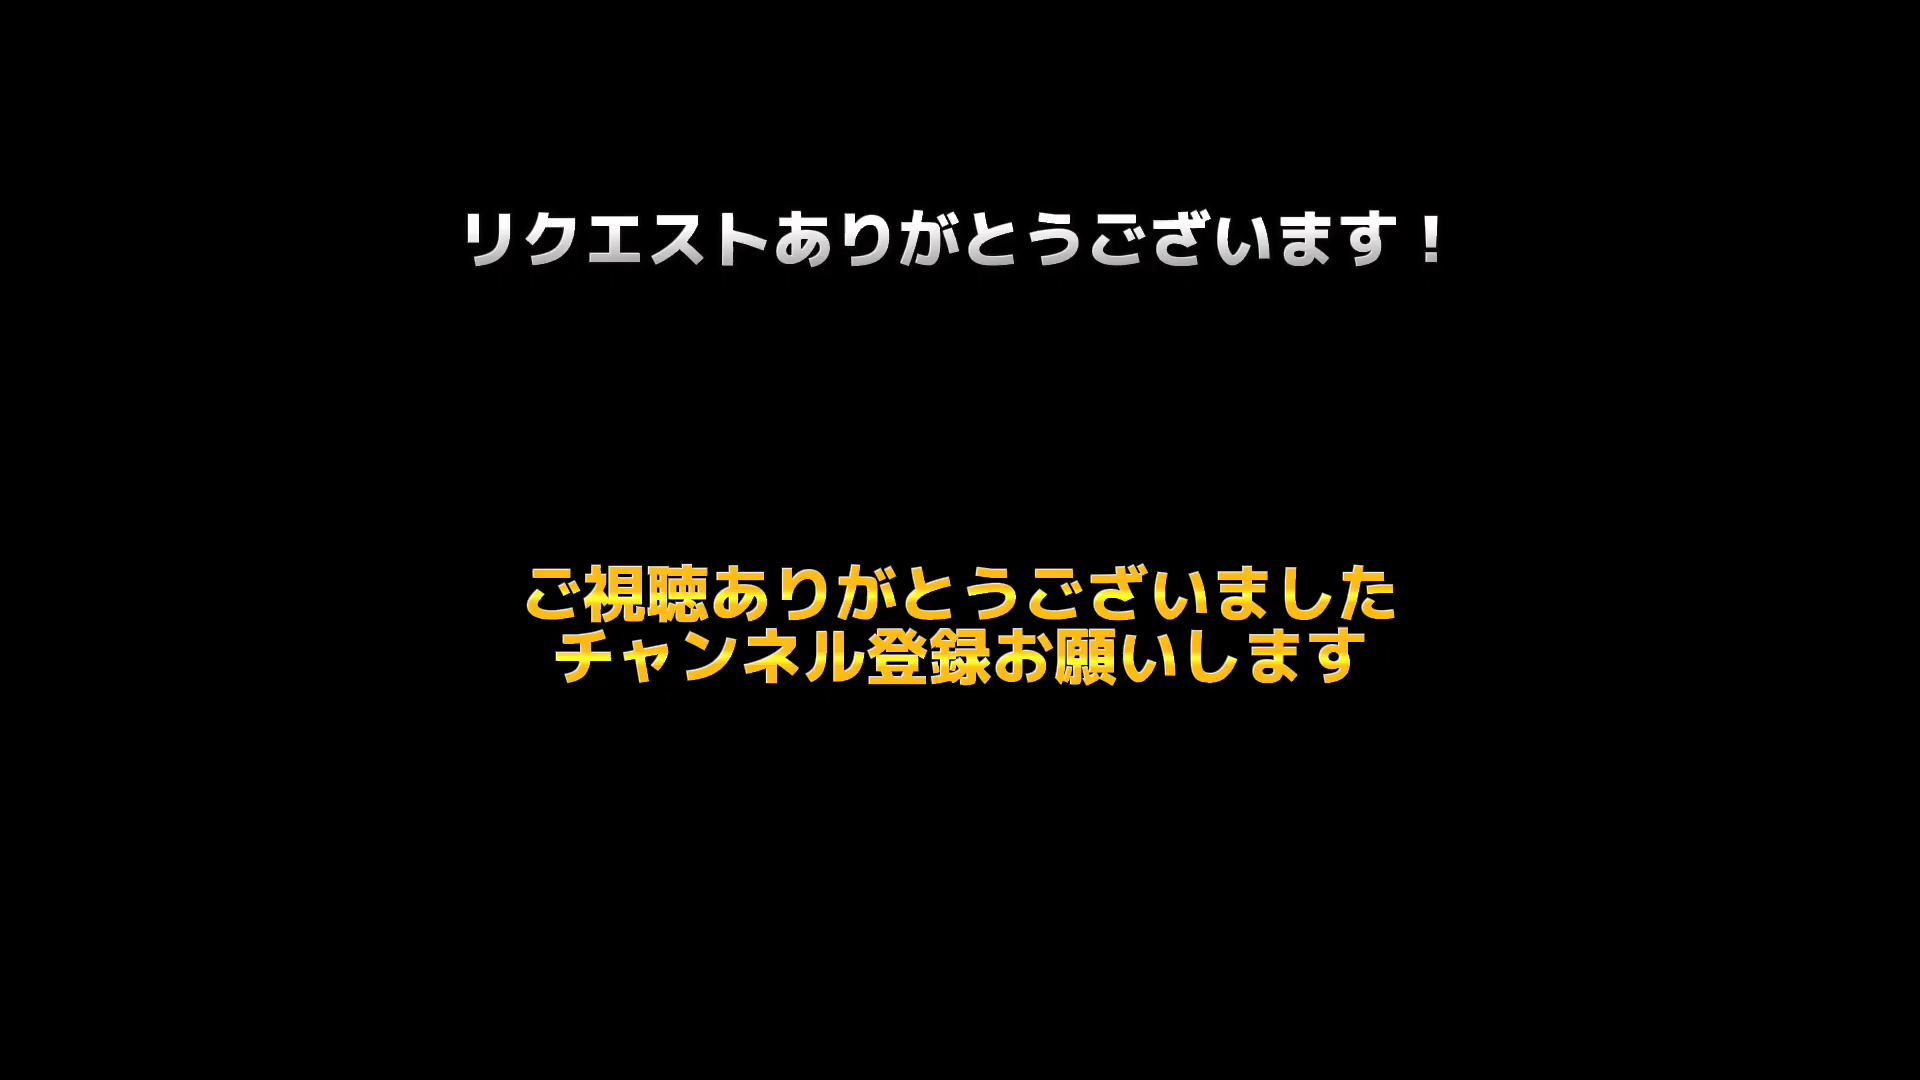 リクエストありがとうございます！
ご視聴ありがとうございました
チャンネル登録お願いします